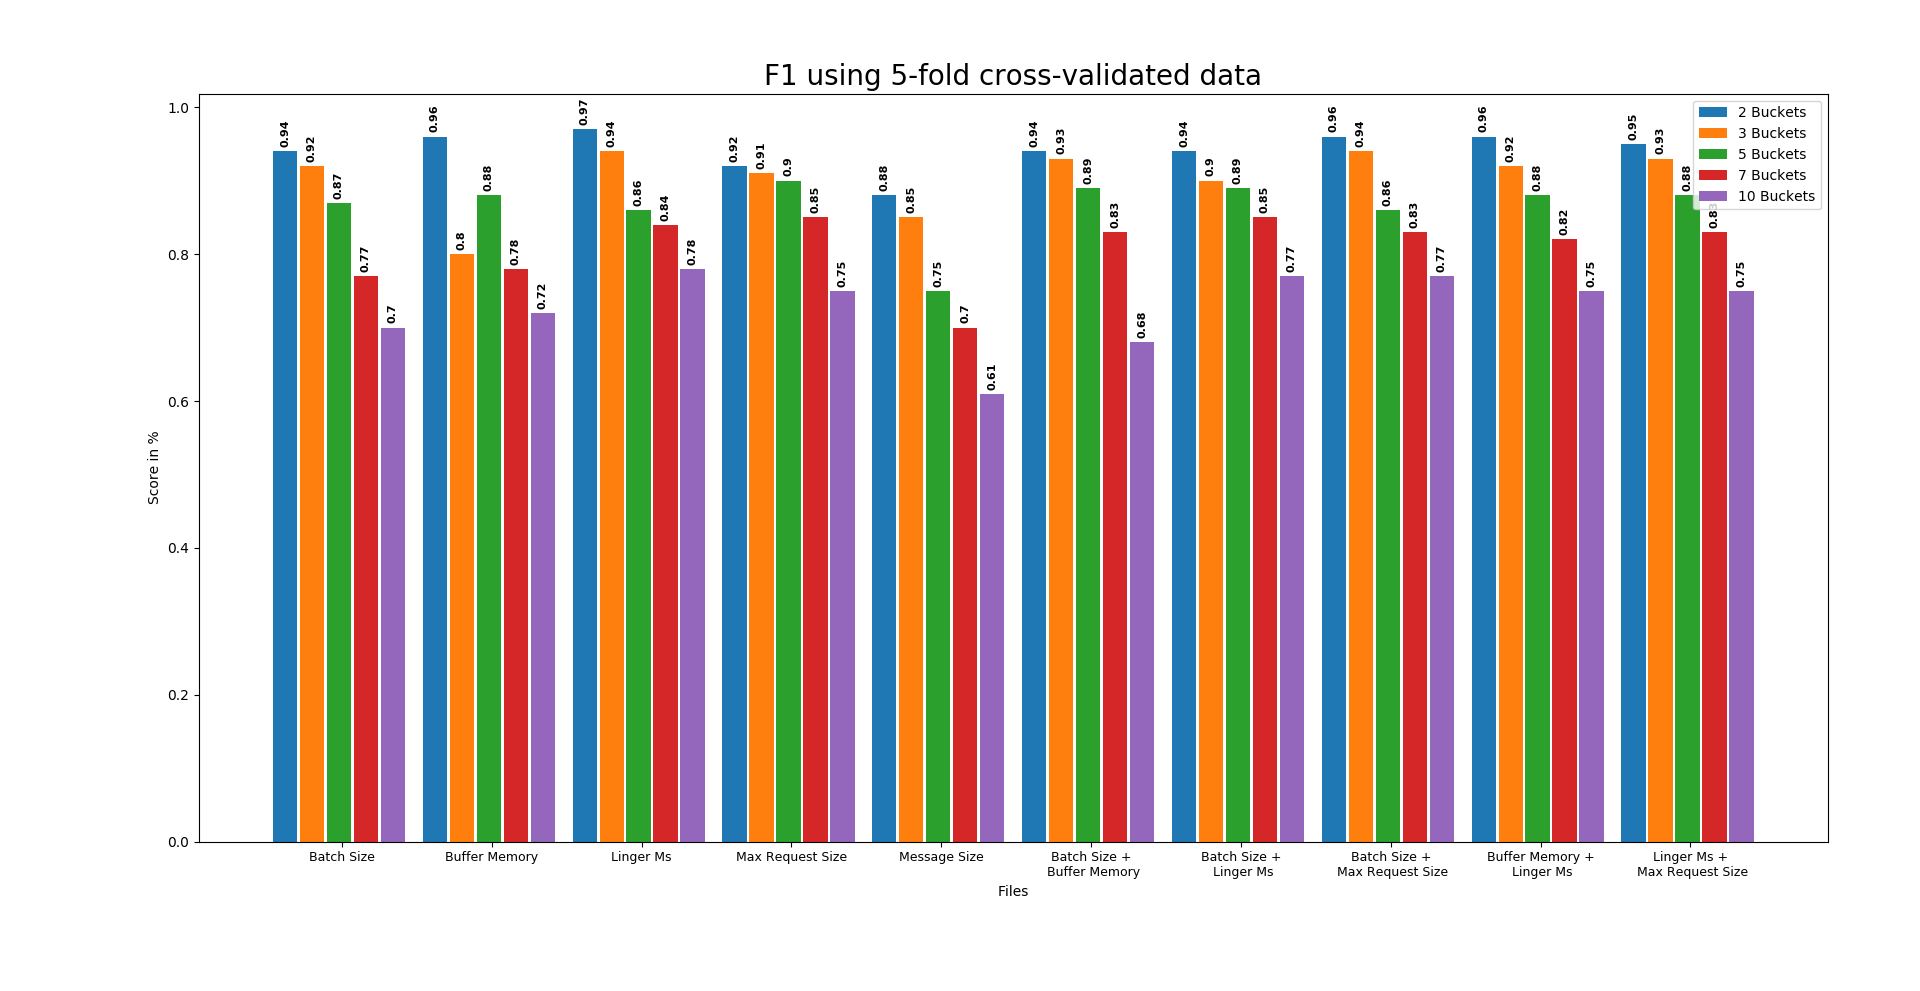 F1 using 5-fold cross-validated data
1.0
0.8
0.6
0.4
0.2
0.0
Score in %
0.94
0.92
0.87
0.77
0.7
0.96
0.8
0.88
0.78
0.72
0.97
0.94
0.86
0.84
0.78
0.92
0.91
0.9
0.85
0.75
0.88
0.85
0.75
0.7
0.61
0.94
0.93
0.89
0.83
0.68
0.94
0.9
0.89
0.85
0.77
0.96
0.94
0.86
0.83
0.77
0.96
0.92
0.88
0.82
0.75
0.95
0.93
0.88
0.83
0.75
2 Buckets
3 Buckets
5 Buckets
7 Buckets
10 Buckets
Batch Size
Buffer Memory
Linger Ms
Max Request Size
Message Size
Batch Size +
Buffer Memory
Batch Size +
Linger Ms
Batch Size +
Max Request Size
Buffer Memory +
Linger Ms
Linger Ms +
Max Request Size
Files